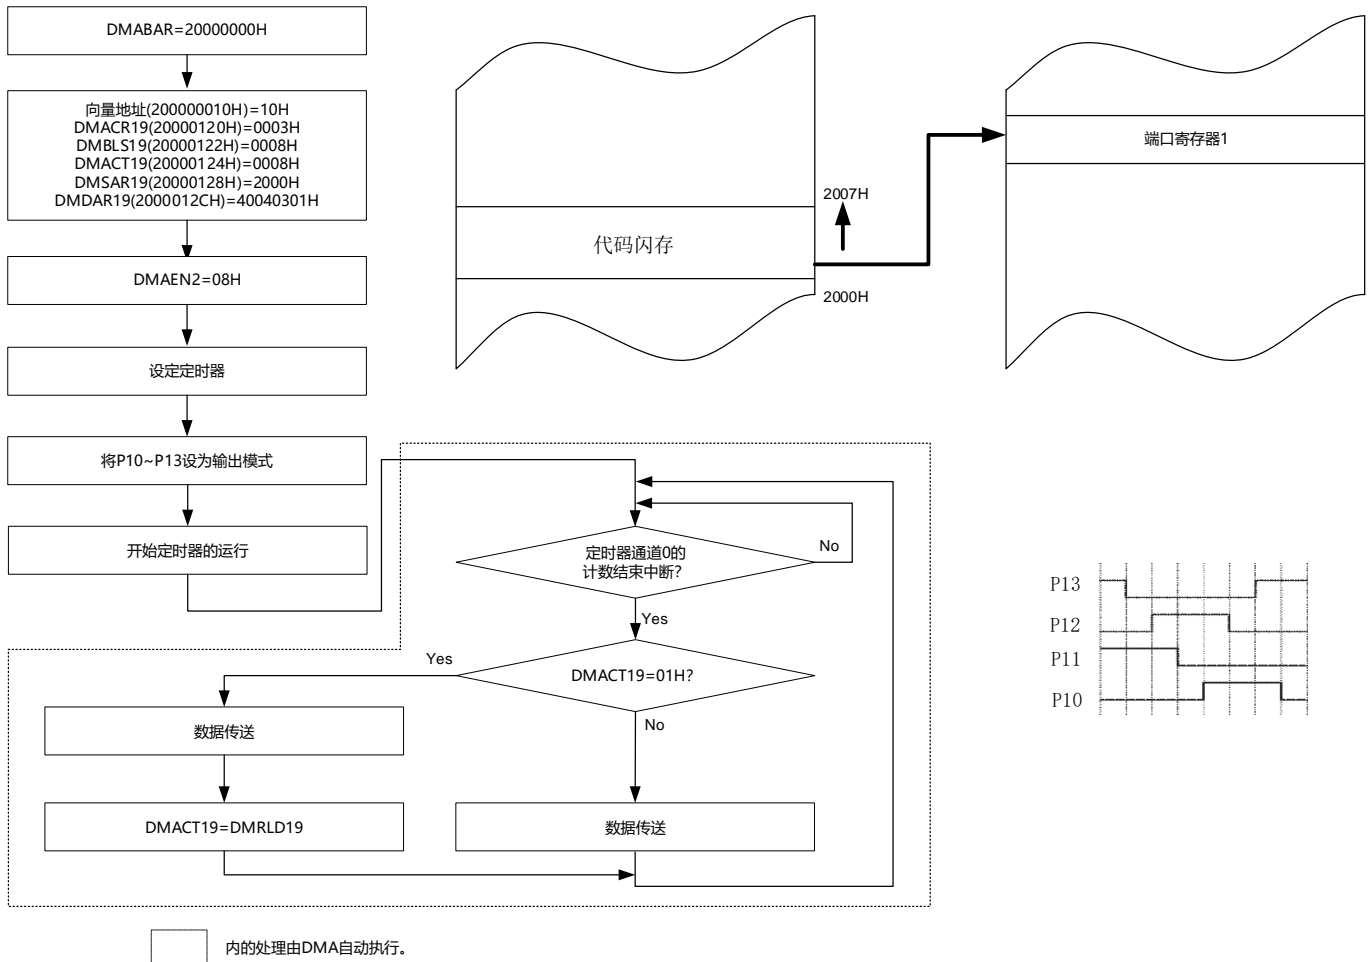 DMABAR=20000000H
向量地址(200000010H)=10H
DMACR19(20000120H)=0003H
DMBLS19(20000122H)=0008H
DMACT19(20000124H)=0008H
DMSAR19(20000128H)=2000H
DMDAR19(2000012CH)=40040301H
DMAEN2=08H
设定定时器
将P10~P13设为输出模式
开始定时器的运行
代码闪存
2007H
2000H
端口寄存器1
定时器通道0的
计数结束中断?
No
Yes
DMACT19=01H?
Yes
No
数据传送
DMACT19=DMRLD19
数据传送
P13
P12
P11
P10
内的处理由DMA自动执行。